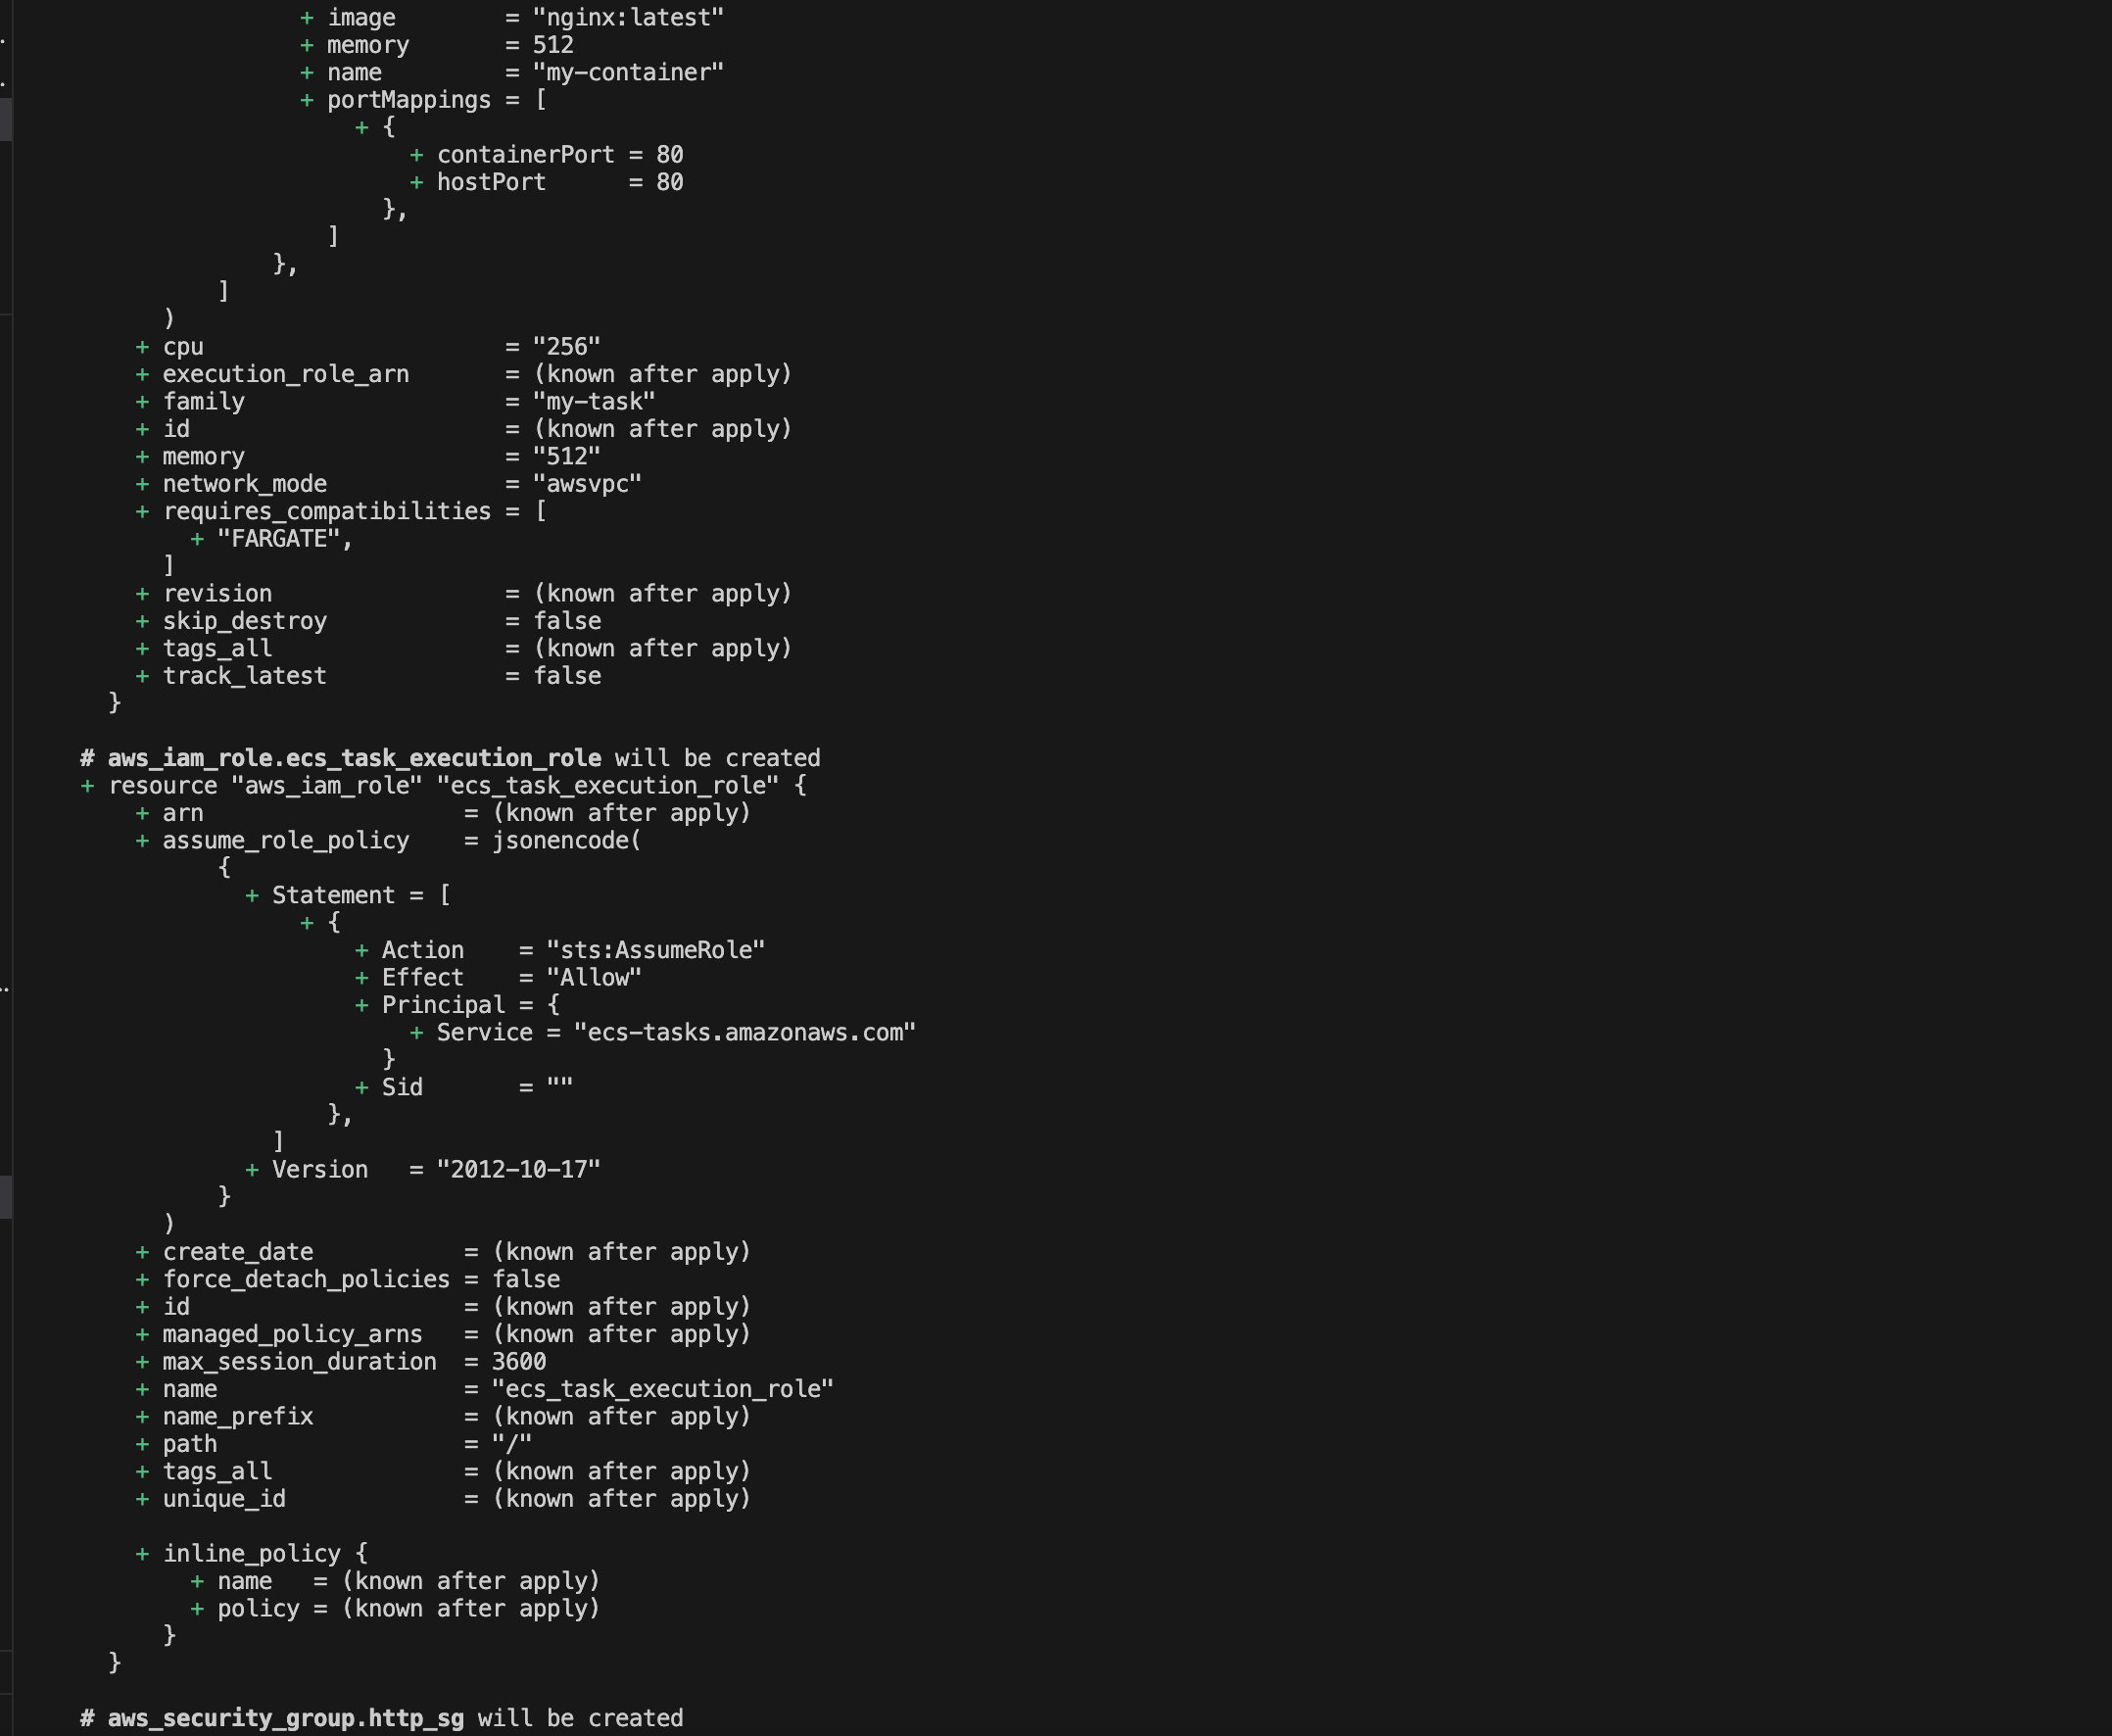 + image        = "nginx:latest"
+ memory       = 512
+ name         = "my-container"
+ portMappings = [
+ {
+ containerPort = 80
+ hostPort      = 80
},
]
},
]
)
+ cpu                      = "256"
+ execution_role_arn       = (known after apply)
+ family                   = "my-task"
+ id                       = (known after apply)
+ memory                   = "512"
+ network_mode             = "awsvpc"
+ requires_compatibilities = [
+ "FARGATE",
]
+ revision                 = (known after apply)
+ skip_destroy             = false
+ tags_all                 = (known after apply)
+ track_latest             = false
}
# aws_iam_role.ecs_task_execution_role will be created
+ resource "aws_iam_role" "ecs_task_execution_role" {
+ arn                   = (known after apply)
+ assume_role_policy    = jsonencode(
{
+ Statement = [
+ {
+ Action    = "sts:AssumeRole"
+ Effect    = "Allow"
+ Principal = {
+ Service = "ecs-tasks.amazonaws.com"
}
+ Sid       = ""
},
]
+ Version   = "2012-10-17"
}
)
+ create_date           = (known after apply)
+ force_detach_policies = false
+ id                    = (known after apply)
+ managed_policy_arns   = (known after apply)
+ max_session_duration  = 3600
+ name                  = "ecs_task_execution_role"
+ name_prefix           = (known after apply)
+ path                  = "/"
+ tags_all              = (known after apply)
+ unique_id             = (known after apply)
+ inline_policy {
+ name   = (known after apply)
+ policy = (known after apply)
}
}
# aws_security_group.http_sg will be created